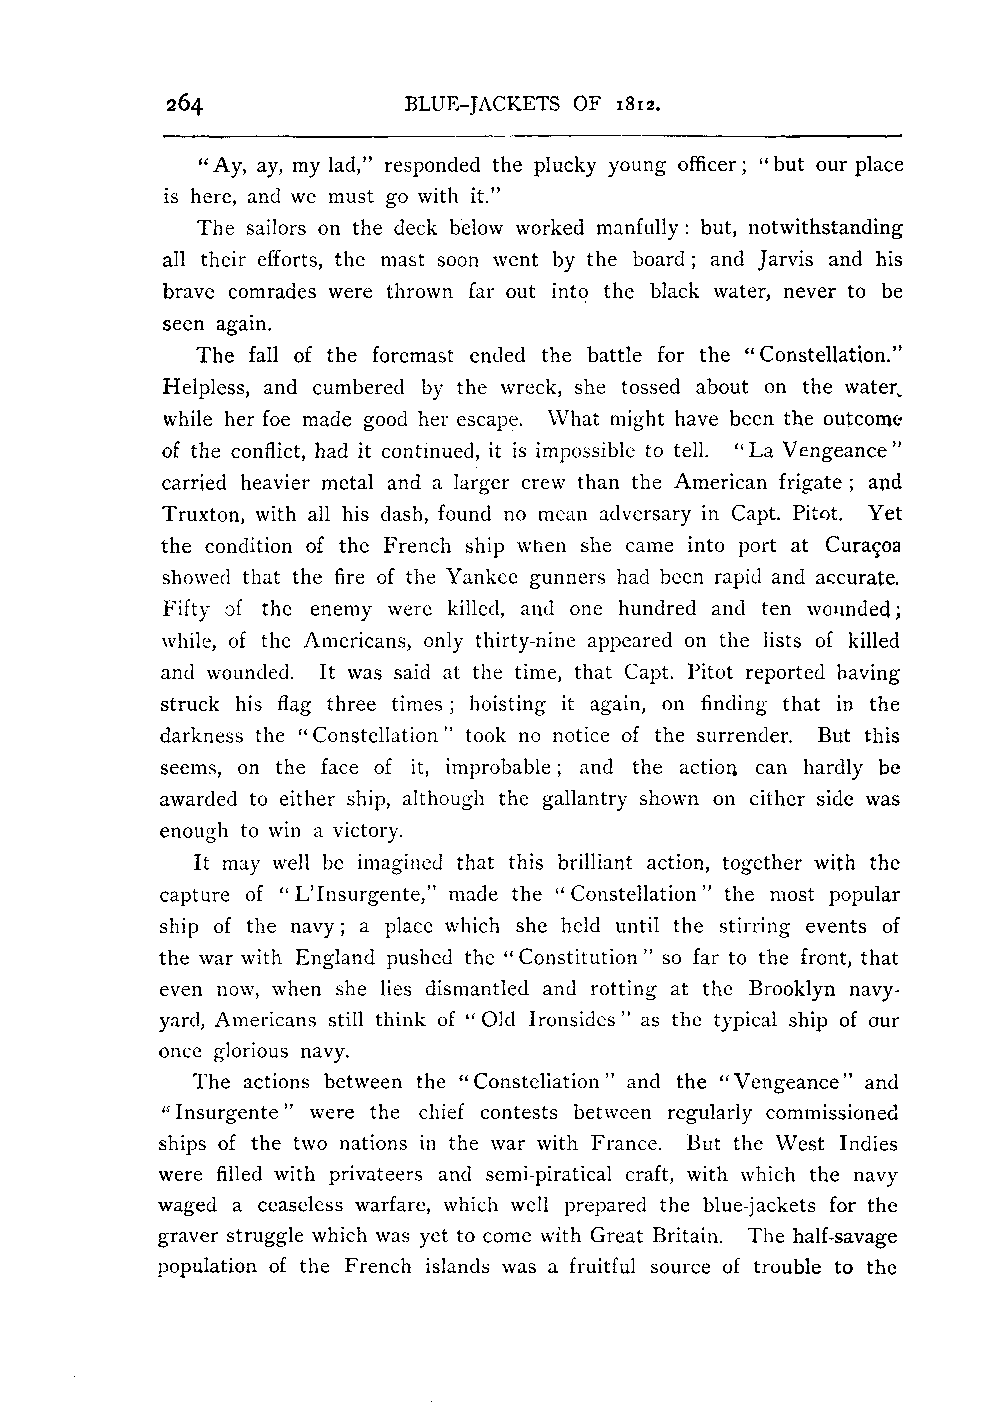 264 BLUE-JACKETS OF 1812.
“Ay, ay, my lad,” responded the plucky young officer; “but our place
is here, and we must go with it.”
The sailors on the deck below worked manfully: but, notwithstanding
all their efforts, the mast soon went by the board; and Jarvis and his
brave comrades were thrown far out into the black water, never to be
seen again.
The fall of the foremast ended the battle for the “Constellation.”
Helpless, and cumbered by the wreck, she tossed about on the water,
while her foe made good her escape. What might have been the outcome
of the conflict, had it continued, it is impossible to tell. “La Vengeance”
carried heavier metal and a larger crew than the American frigate; and
Truxton, with all his dash, found no mean adversary in Capt. Pitot. Yet
the condition of the French ship when she came into port at Curaçoa
showed that the fire of the Yankee gunners had been rapid and accurate.
Fifty of the enemy were killed, and one hundred and ten wounded;
while, of the Americans, only thirty-nine appeared on the lists of killed
and wounded. It was said at the time, that Capt. Pitot reported having
struck his flag three times; hoisting it again, on finding that in the
darkness the “Constellation” took no notice of the surrender. But this
seems, on the face of it, improbable; and the action can hardly be
awarded to either ship, although the gallantry shown on either side was
enough to win a victory.
It may well be imagined that this brilliant action, together with the
capture of “L’Insurgente,” made the “Constellation” the most popular
ship of the navy; a place which she held until the stirring events of
the war with England pushed the “Constitution” so far to the front, that
even now, when she lies dismantled and rotting at the Brooklyn navy-
yard, Americans still think of “Old Ironsides” as the typical ship of our
once glorious navy.
The actions between the “Constellation” and the “Vengeance” and
“Insurgente” were the chief contests between regularly commissioned
ships of the two nations in the war with France. But the West Indies
were filled with privateers and semi-piratical craft, with which the navy
waged a ceaseless warfare, which well prepared the blue-jackets for the
graver struggle which was yet to come with Great Britain. The half-savage
population of the French islands was a fruitful source of trouble to the